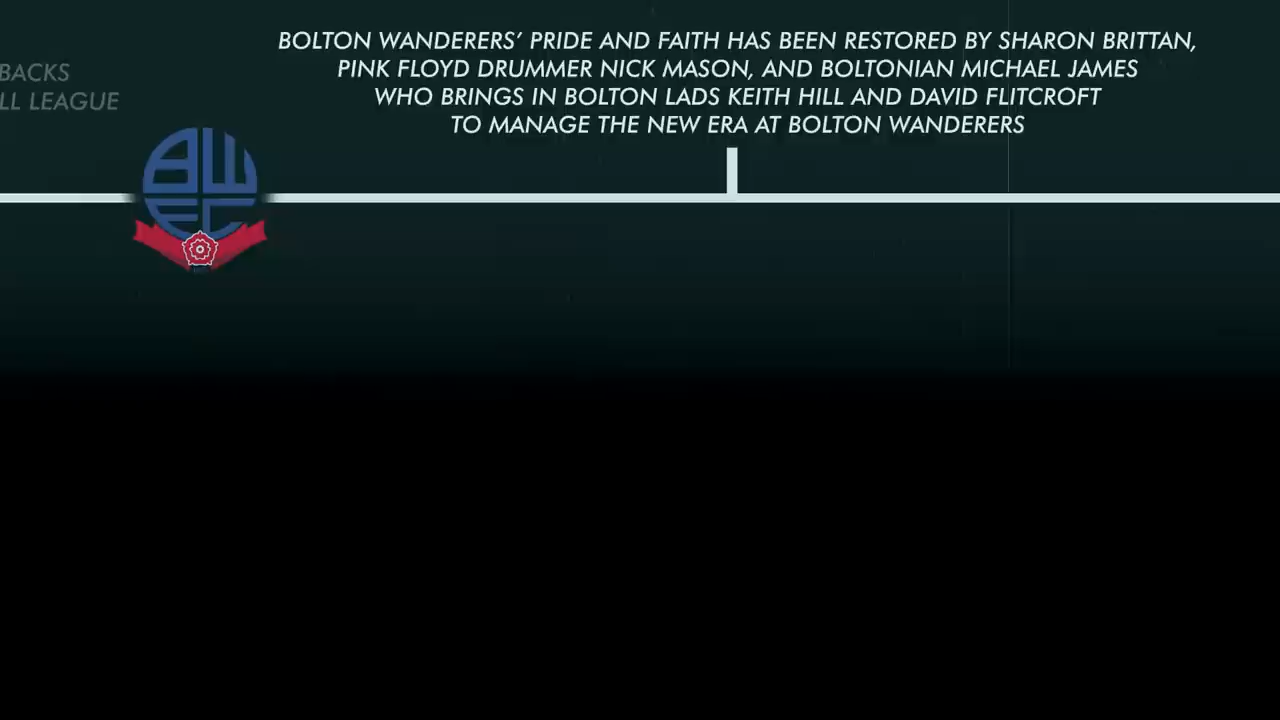 BOLTON WANDERERS' PRIDE AND FAITH HAS BEEN RESTORED BY SHARON BRITTAN,
PINK FLOYD DRUMMER NICK MASON, AND BOLTONIAN MICHAEL JAMES
WHO BRINGS IN BOLTON LADS KEITH HILL AND DAVID FLITCROFT
TO MANAGE THE NEW ERA AT BOLTON WANDERERS
BACKS
LL LEAGUE
BW
FC